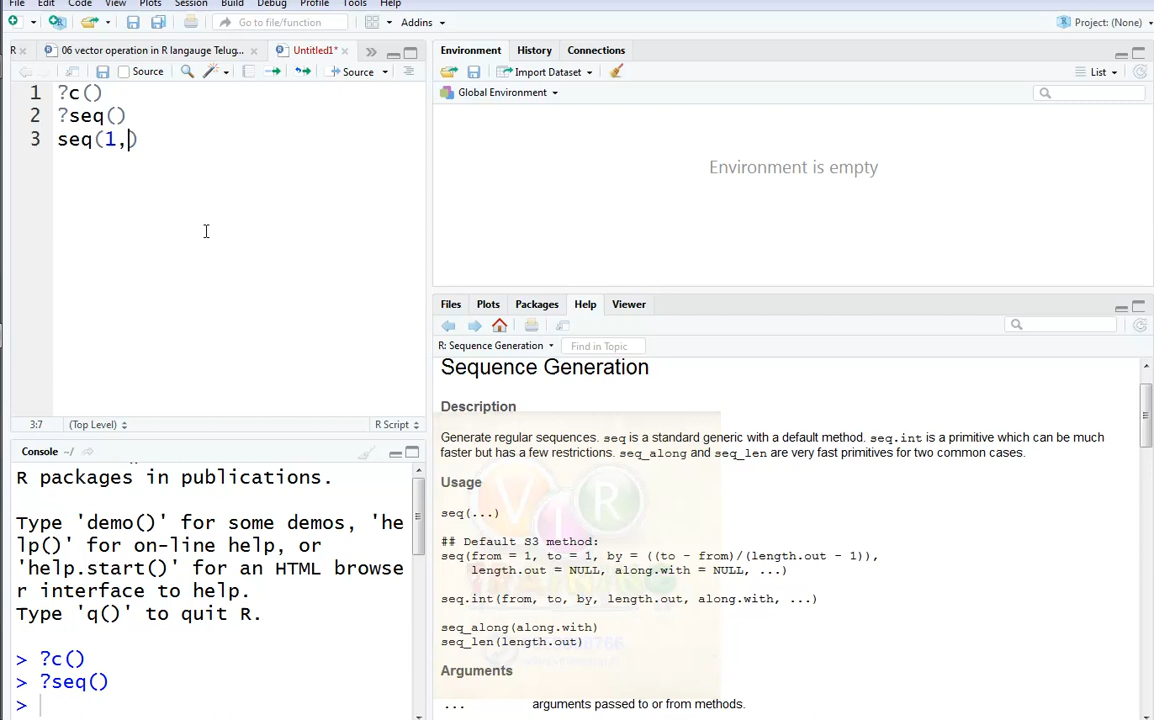 File Edit Code View Plots Session Build Debug Profile Tools Help
Go to file/function Addins Project: (None)
R 06 vector operation in R langauge Telug... Untitled1*
Source Source
1 ?c()
2 ?seq()
3 seq(1,)
3:7 (Top Level) R Script
Console ~/
R packages in publications.
Type 'demo()' for some demos, 'he
lp()' for on-line help, or
'help.start()' for an HTML browse
r interface to help.
Type 'q()' to quit R.
> ?c()
> ?seq()
>
Environment History Connections
Import Dataset List
Global Environment
Environment is empty
Files Plots Packages Help Viewer
R: Sequence Generation Find in Topic
Sequence Generation
Description
Generate regular sequences. seq is a standard generic with a default method. seq.int is a primitive which can be much
faster but has a few restrictions. seq_along and seq_len are very fast primitives for two common cases.
Usage
seq(...)
## Default S3 method:
seq(from = 1, to = 1, by = ((to - from)/(length.out - 1)),
length.out = NULL, along.with = NULL, ...)
seq.int(from, to, by, length.out, along.with, ...)
seq_along(along.with)
seq_len(length.out)
Arguments
... arguments passed to or from methods.
VTR